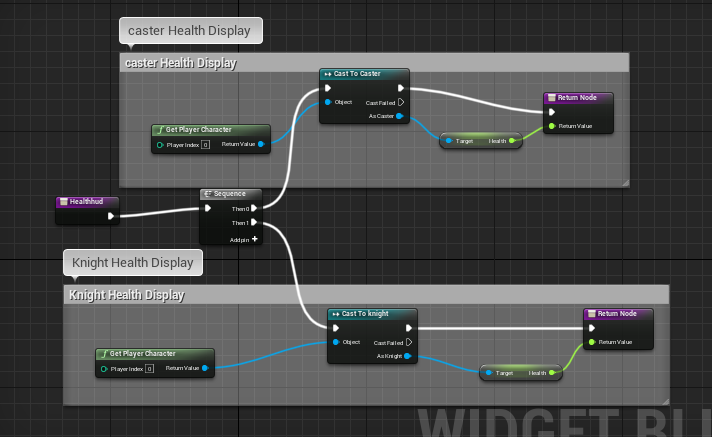 caster Health Display
caster Health Display
Cast To Caster
Object
Cast Failed
As Caster
Return Node
Return Value
Get Player Character
Player Index 0
Return Value
Target
Health
Healthhud
Sequence
Then 0
Then 1
Add pin +
Knight Health Display
Knight Health Display
Cast To knight
Object
Cast Failed
As Knight
Return Node
Return Value
Get Player Character
Player Index 0
Return Value
Target
Health
WIDGET BLU